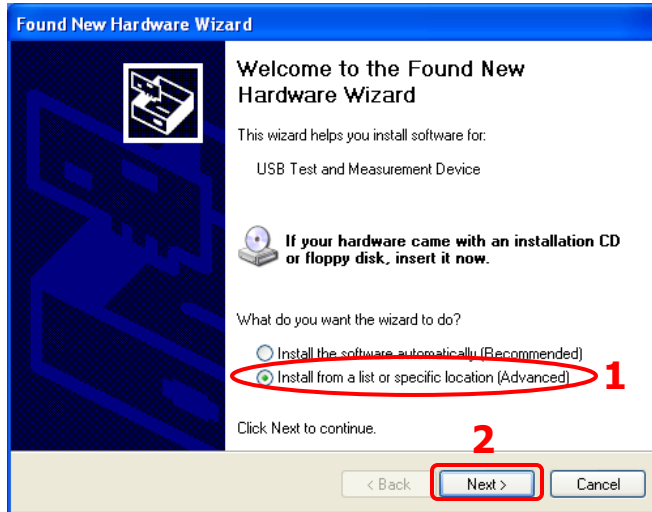 Found New Hardware Wizard
Welcome to the Found New
Hardware Wizard
This wizard helps you install software for:
USB Test and Measurement Device
If your hardware came with an installation CD
or floppy disk, insert it now.
What do you want the wizard to do?
Install the software automatically (Recommended)
Install from a list or specific location (Advanced) 1
Click Next to continue.
2
< Back Next > Cancel